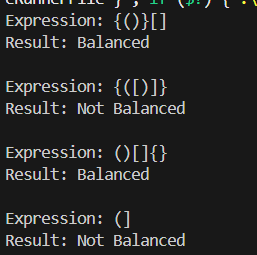 Expression: {()}[]
Result: Balanced
Expression: {([)]}
Result: Not Balanced
Expression: ()[]{}
Result: Balanced
Expression: (]
Result: Not Balanced